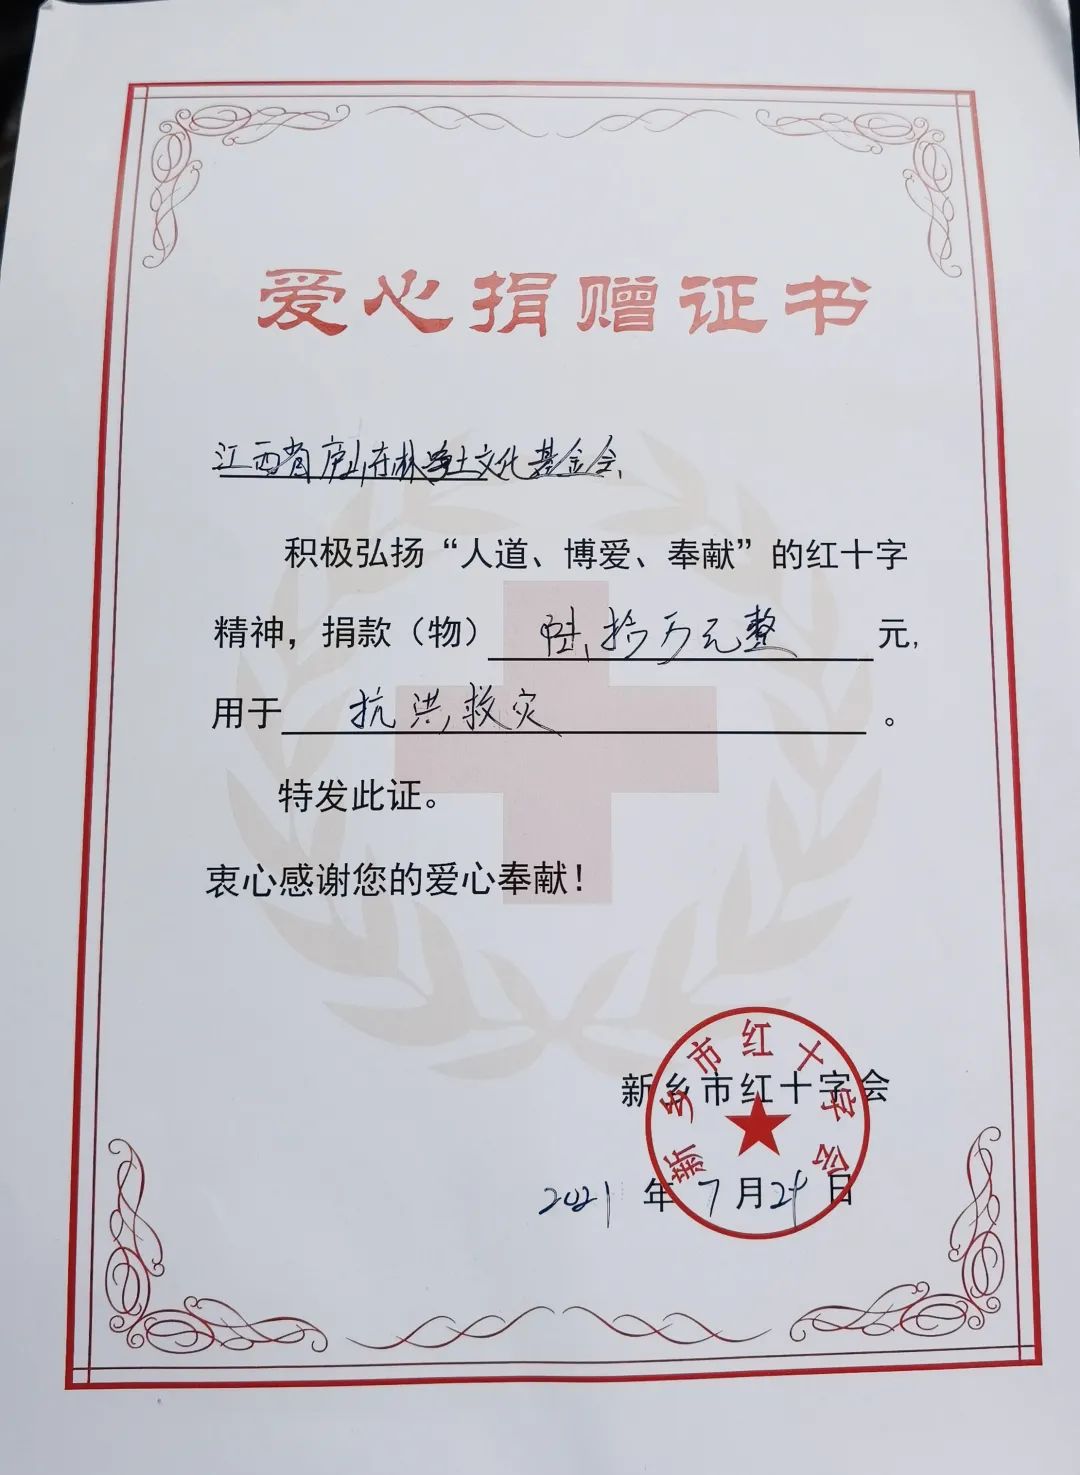 爱心捐赠证书
江西省庐山东林净土文化基金会
积极弘扬“人道、博爱、奉献”的红十字
精神，捐款（物）陆拾万元整元，
用于抗洪救灾。
特发此证。
衷心感谢您的爱心奉献！
新乡市红十字会
新乡市红十字会
2021年7月24日